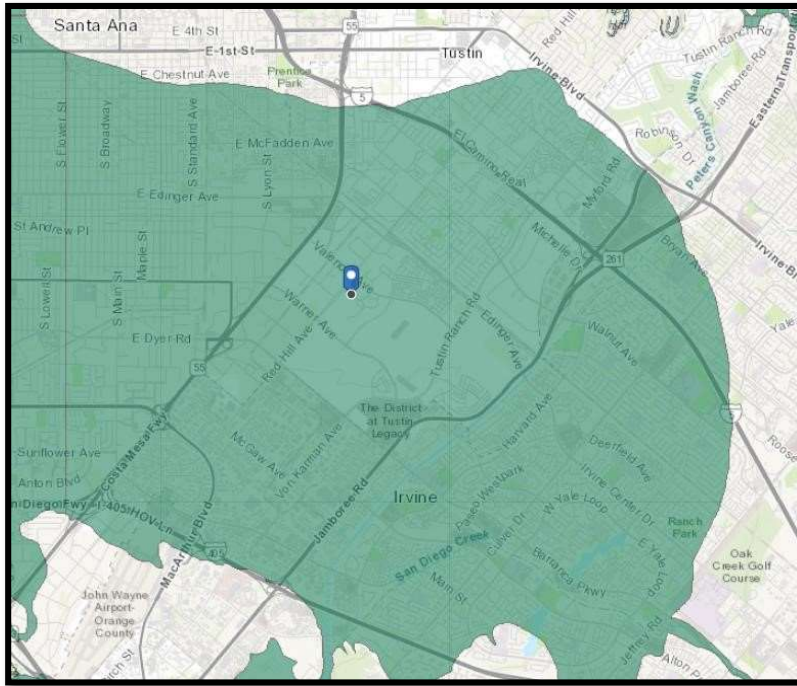 Santa Ana
E 4th St
55
Tustin
Red Hill
Tustin Ranch Rd
Jamboree Rd
E 1st St
Irvine Blvd
Eastern Transpor
E Chestnut Ave
Prentice
Park
5
Peters Canyon Wash
Robinson Dr
S Flower St
S Broadway
S Standard Ave
E McFadden Ave
S Lyon St
El Camino Real
Myford Rd
E Edinger Ave
St Andrew Pl
Maple St
Valencia Ave
Michelle Dr
261
Bryan Ave
Irvine Bl
S Lowell St
S Main St
Warner Ave
Red Hill Ave
Tustin Ranch Rd
Edinger Ave
Walnut Ave
Yale
E Dyer Rd
55
The District
at Tustin
Legacy
Harvard Ave
Deerfield Ave
Sunflower Ave
Costa Mesa Fwy
McGaw Ave
Von Karman Ave
Roose
Anton Blvd
n Diego Fwy
I-405 HOV Ln
Irvine
Paseo Westpark
Culver Dr
W Yale Loop
Irvine Center Dr
Ranch
Park
E Yale Loop
MacArthur Blvd
405
Jamboree Rd
San Diego Creek
Main St
Barranca Pkwy
Oak
Creek Golf
Course
John Wayne
Airport-
Orange
County
Jeffrey Rd
Alton P